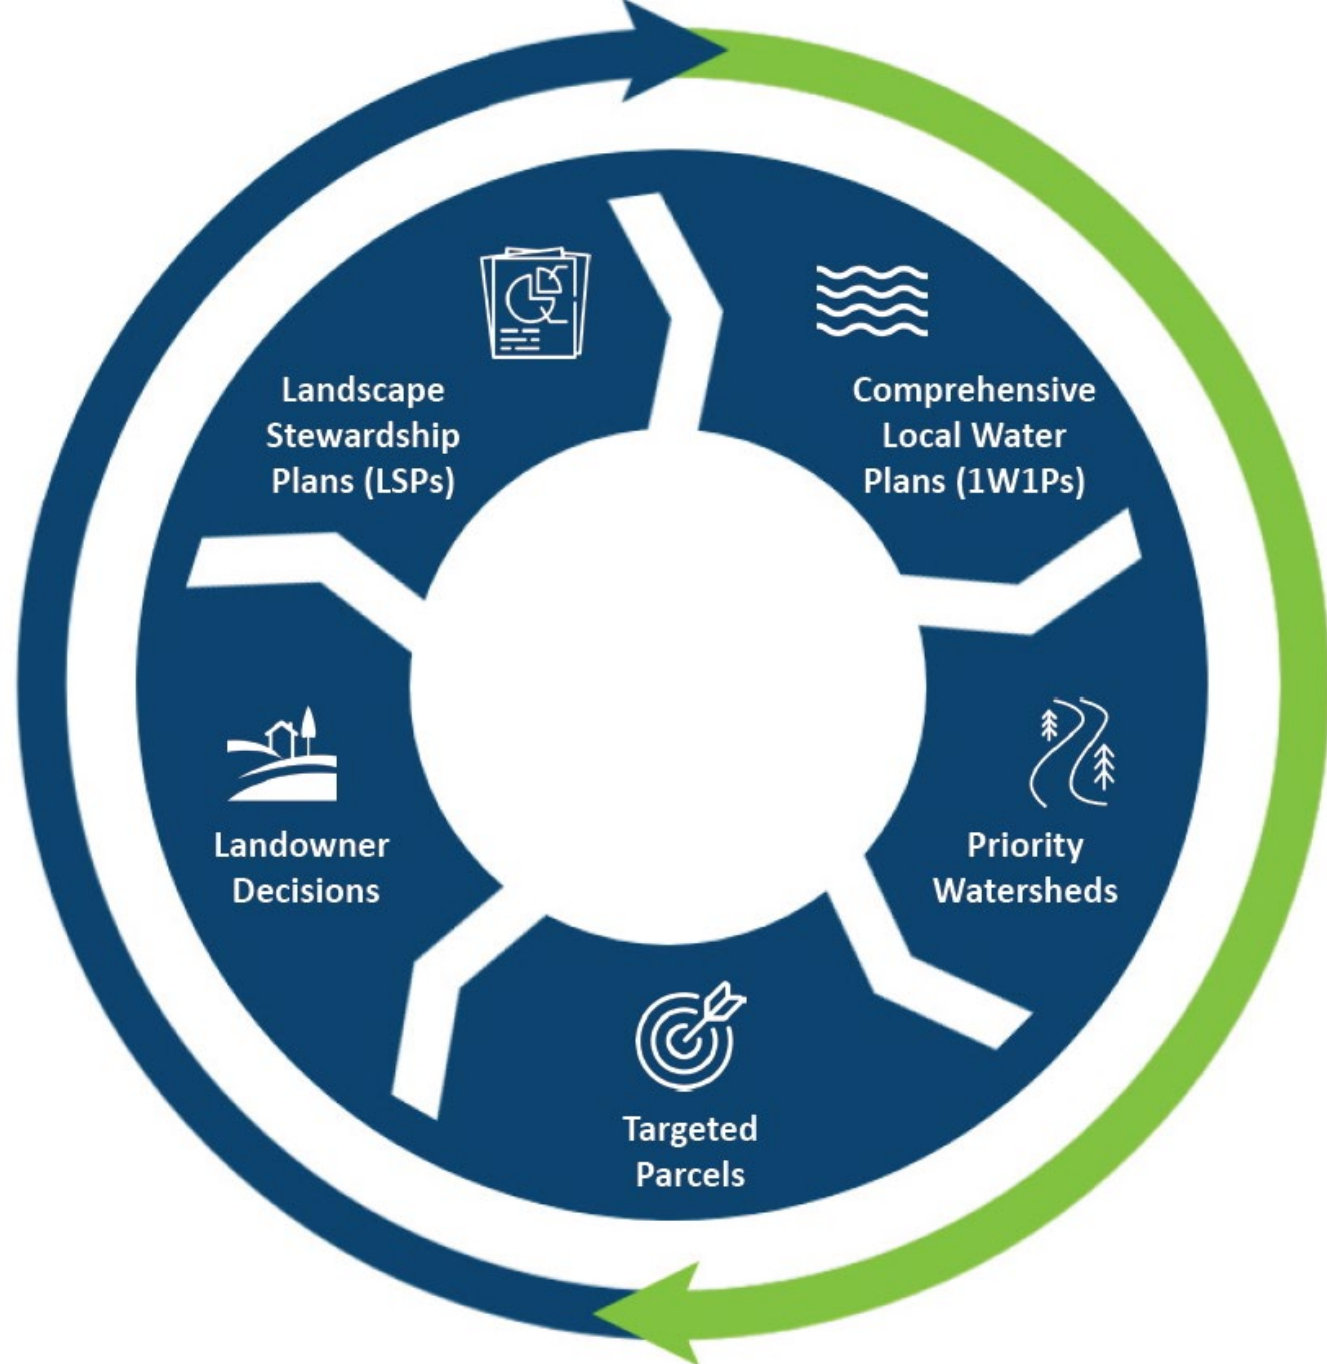 Landscape
Stewardship
Plans (LSPs)
Comprehensive
Local Water
Plans (1W1Ps)
Landowner
Decisions
Priority
Watersheds
Targeted
Parcels